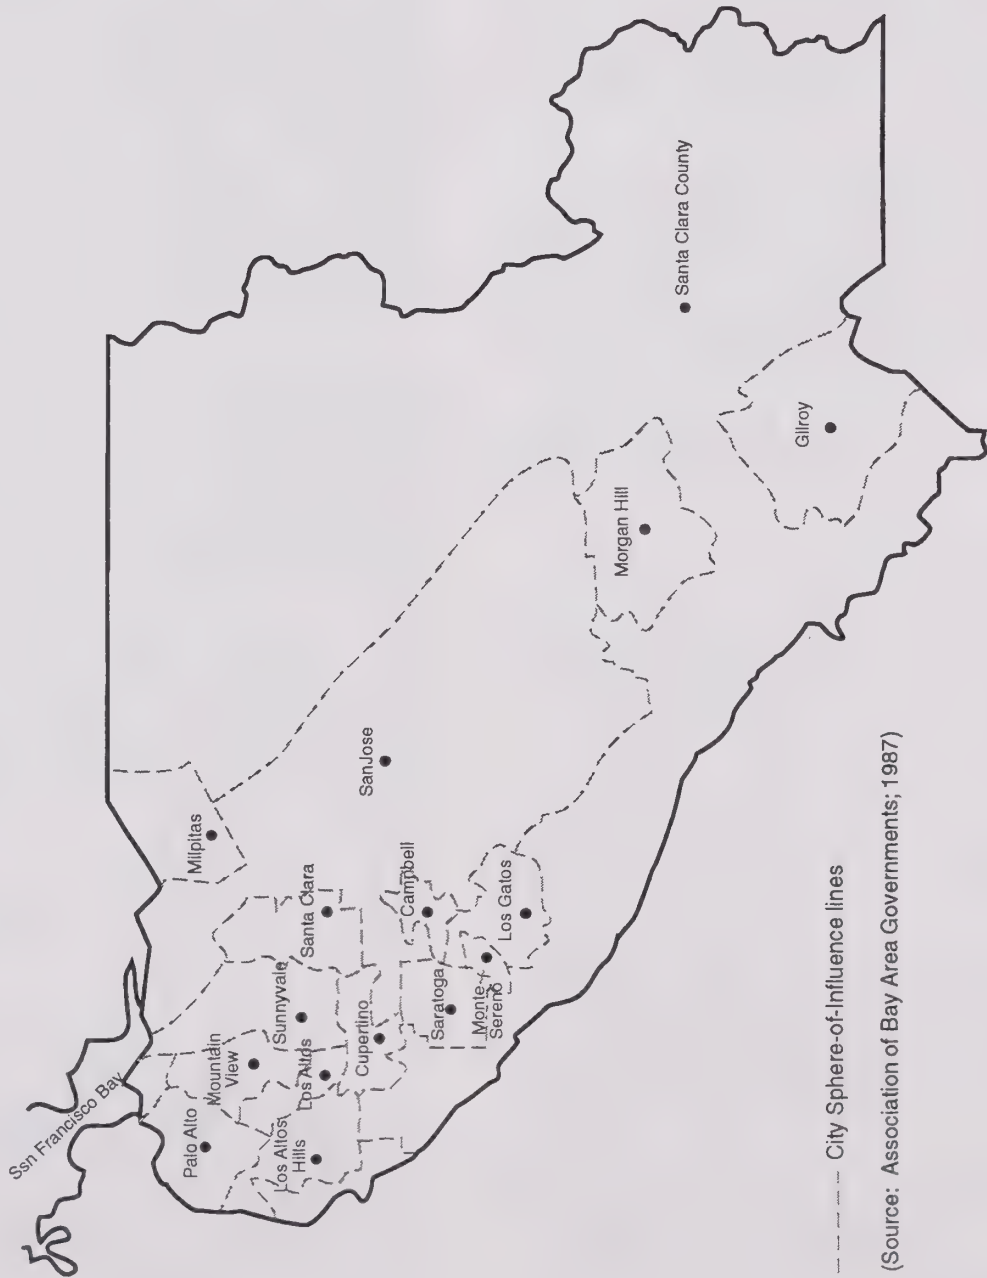 Ssn Francisco Bay
Palo Alto
Mountain
View
Los Altos
Hills
Los Altos
Sunnyvale
Cupertino
Santa Clara
Milpitas
SanJose
Campbell
Saratoga
Monte
Sereno
Los Gatos
Morgan Hill
Gilroy
Santa Clara County
City Sphere-of-Influence lines
(Source: Association of Bay Area Governments; 1987)